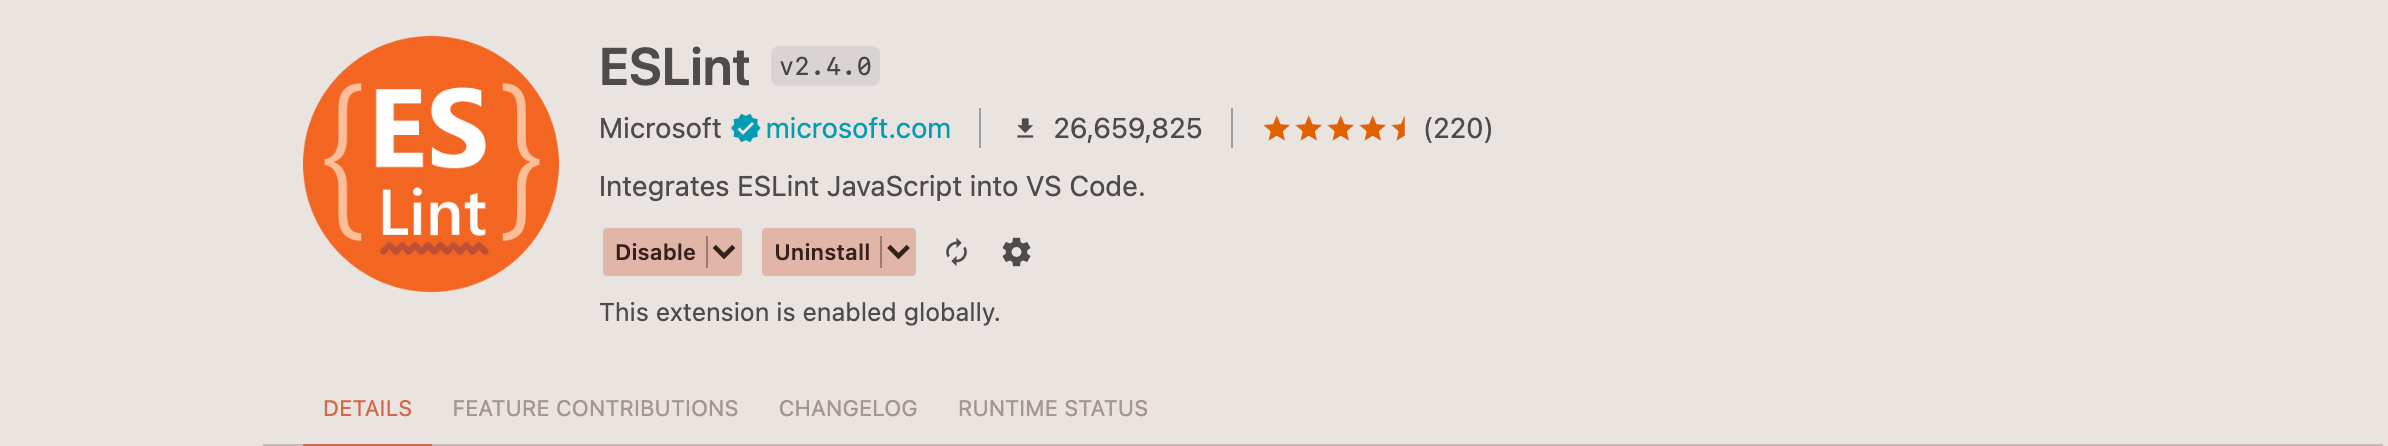 ES
Lint
ESLint v2.4.0
Microsoft microsoft.com 26,659,825 (220)
Integrates ESLint JavaScript into VS Code.
Disable Uninstall
This extension is enabled globally.
DETAILS FEATURE CONTRIBUTIONS CHANGELOG RUNTIME STATUS